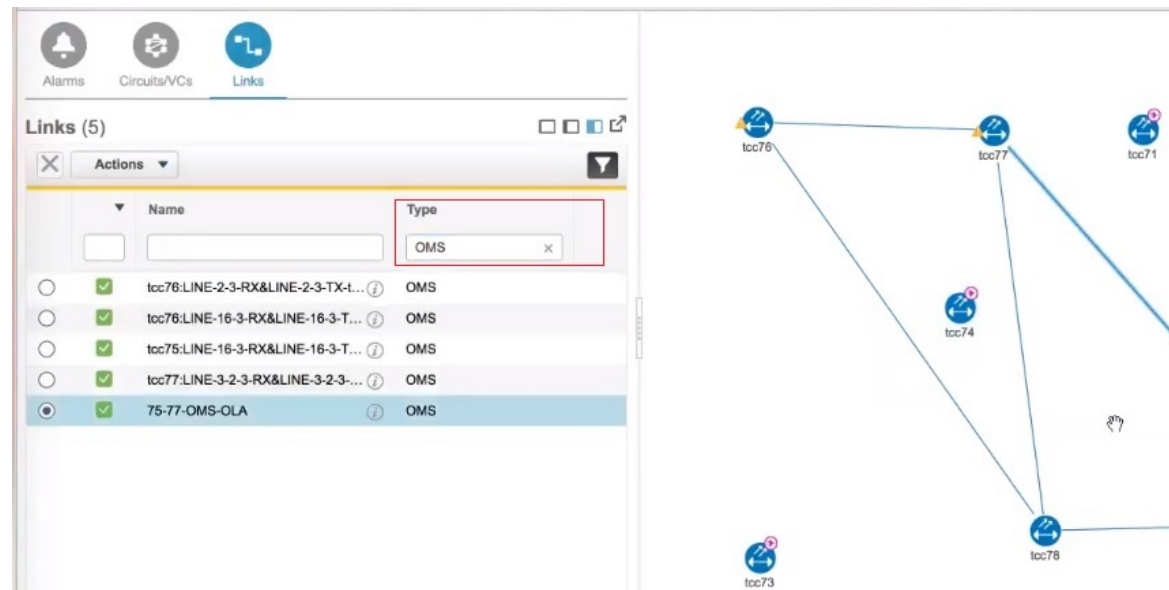 Alarms Circuits/VCs Links
Links (5)
Actions
Name Type
OMS
tcc76:LINE-2-3-RX&LINE-2-3-TX-t... OMS
tcc76:LINE-16-3-RX&LINE-16-3-T... OMS
tcc75:LINE-16-3-RX&LINE-16-3-T... OMS
tcc77:LINE-3-2-3-RX&LINE-3-2-3-... OMS
75-77-OMS-OLA OMS
tcc76
tcc77
tcc71
tcc74
tcc78
tcc73